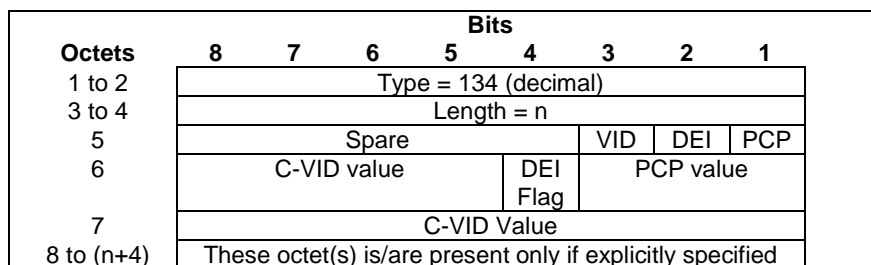 Bits
Octets 8 7 6 5 4 3 2 1
1 to 2 Type = 134 (decimal)
3 to 4 Length = n
5 Spare VID DEI PCP
6 C-VID value DEI Flag PCP value
7 C-VID Value
8 to (n+4) These octet(s) is/are present only if explicitly specified